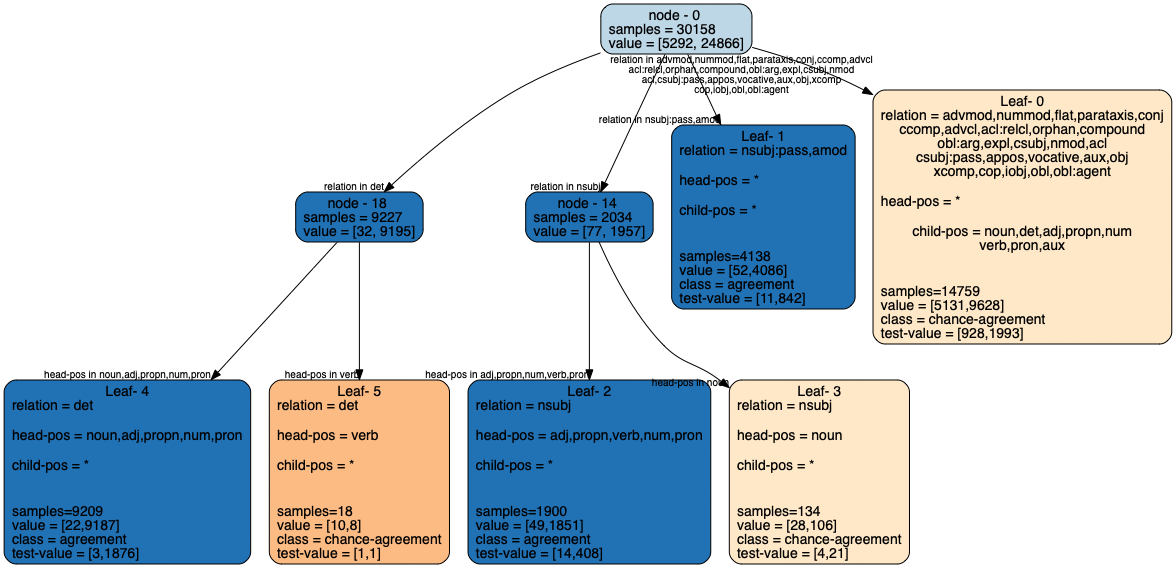 node - 0
samples = 30158
value = [5292, 24866]
relation in advmod,nummod,flat,parataxis,conj,ccomp,advcl
acl:relcl,orphan,compound,obl:arg,expl,csubj,nmod
acl,csubj:pass,appos,vocative,aux,obj,xcomp
cop,iobj,obl,obl:agent
Leaf- 0
relation = advmod,nummod,flat,parataxis,conj
ccomp,advcl,acl:relcl,orphan,compound
obl:arg,expl,csubj,nmod,acl
csubj:pass,appos,vocative,aux,obj
xcomp,cop,iobj,obl,obl:agent
head-pos = *
child-pos = noun,det,adj,propn,num
verb,pron,aux
samples=14759
value = [5131,9628]
class = chance-agreement
test-value = [928,1993]
relation in nsubj:pass,amod
Leaf- 1
relation = nsubj:pass,amod
head-pos = *
child-pos = *
samples=4138
value = [52,4086]
class = agreement
test-value = [11,842]
relation in det
node - 18
samples = 9227
value = [32, 9195]
relation in nsubj
node - 14
samples = 2034
value = [77, 1957]
head-pos in noun,adj,propn,num,pron
Leaf- 4
relation = det
head-pos = noun,adj,propn,num,pron
child-pos = *
samples=9209
value = [22,9187]
class = agreement
test-value = [3,1876]
head-pos in verb
Leaf- 5
relation = det
head-pos = verb
child-pos = *
samples=18
value = [10,8]
class = chance-agreement
test-value = [1,1]
head-pos in adj,propn,num,verb,pron
Leaf- 2
relation = nsubj
head-pos = adj,propn,verb,num,pron
child-pos = *
samples=1900
value = [49,1851]
class = agreement
test-value = [14,408]
head-pos in noun
Leaf- 3
relation = nsubj
head-pos = noun
child-pos = *
samples=134
value = [28,106]
class = chance-agreement
test-value = [4,21]